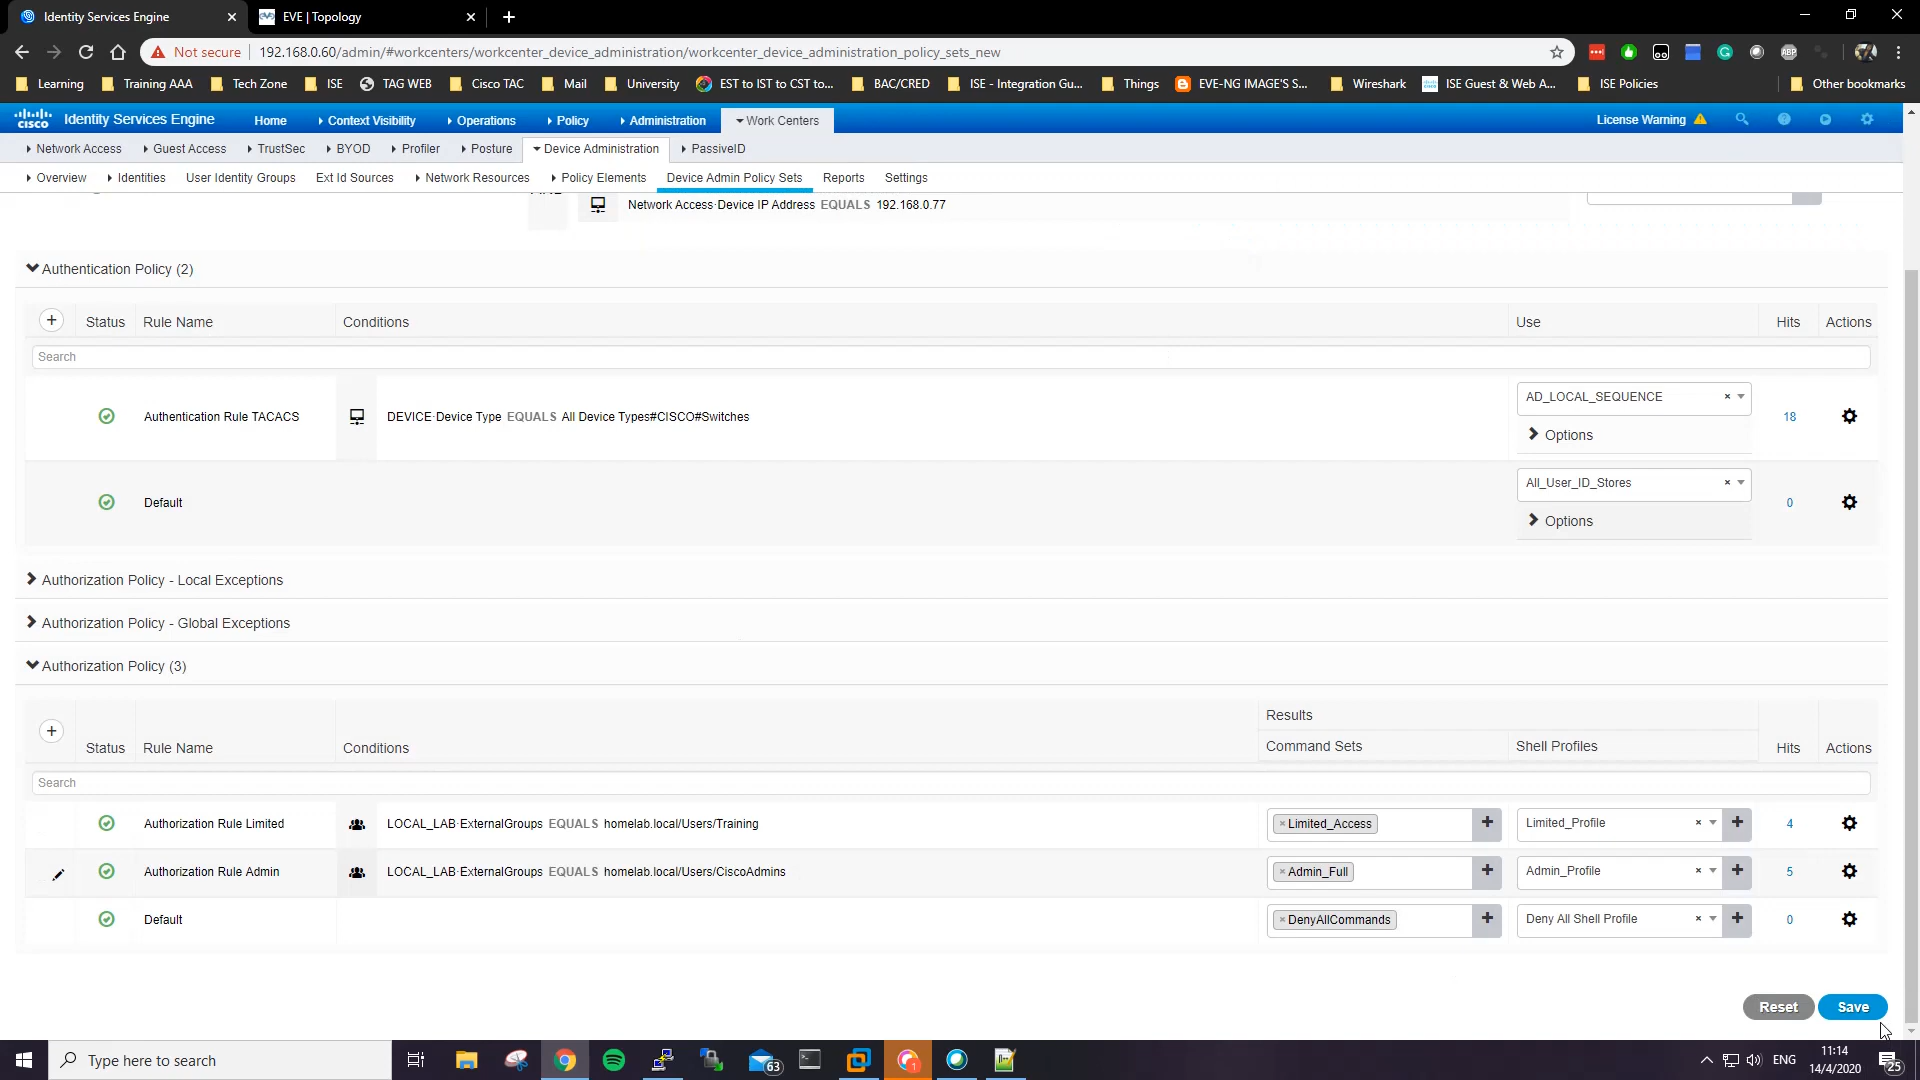 Identity Services Engine
EVE | Topology
Not secure 192.168.0.60/admin/#workcenters/workcenter_device_administration/workcenter_device_administration_policy_sets_new
ABP
Learning Training AAA Tech Zone ISE TAG WEB Cisco TAC Mail University EST to IST to CST to... BAC/CRED ISE - Integration Gu... Things EVE-NG IMAGE'S S... Wireshark ISE Guest & Web A... ISE Policies Other bookmarks
cisco Identity Services Engine Home Context Visibility Operations Policy Administration Work Centers License Warning
Network Access Guest Access TrustSec BYOD Profiler Posture Device Administration PassiveID
Overview Identities User Identity Groups Ext Id Sources Network Resources Policy Elements Device Admin Policy Sets Reports Settings
Network Access·Device IP Address EQUALS 192.168.0.77
Authentication Policy (2)
+ Status Rule Name Conditions Use Hits Actions
Search
Authentication Rule TACACS DEVICE·Device Type EQUALS All Device Types#CISCO#Switches AD_LOCAL_SEQUENCE × 18
Options
Default All_User_ID_Stores × 0
Options
Authorization Policy - Local Exceptions
Authorization Policy - Global Exceptions
Authorization Policy (3)
Results
+ Status Rule Name Conditions Command Sets Shell Profiles Hits Actions
Search
Authorization Rule Limited LOCAL_LAB·ExternalGroups EQUALS homelab.local/Users/Training × Limited_Access + Limited_Profile × + 4
Authorization Rule Admin LOCAL_LAB·ExternalGroups EQUALS homelab.local/Users/CiscoAdmins × Admin_Full + Admin_Profile × + 5
Default × DenyAllCommands + Deny All Shell Profile × + 0
Reset Save
Type here to search 63 1 ENG 11:14
14/4/2020 25